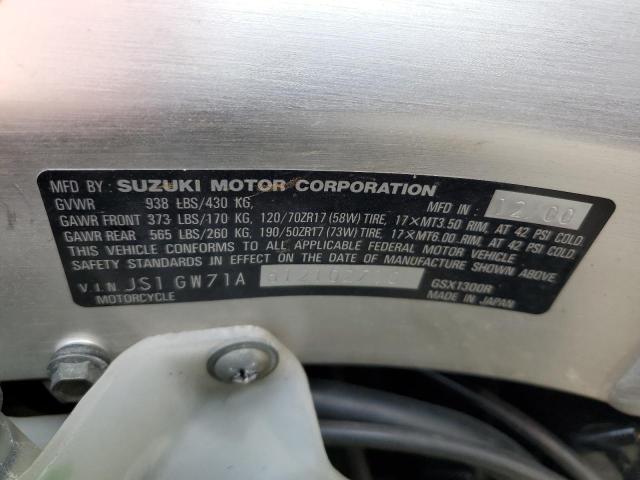 MFD BY: SUZUKI MOTOR CORPORATION MFD IN: 12/00
GVWR 938 LBS/430 KG,
GAWR FRONT 373 LBS/170 KG, 120/70ZR17 (58W) TIRE, 17×MT3.50 RIM, AT 42 PSI COLD.
GAWR REAR 565 LBS/260 KG, 190/50ZR17 (73W) TIRE, 17×MT6.00 RIM, AT 42 PSI COLD.
THIS VEHICLE CONFORMS TO ALL APPLICABLE FEDERAL MOTOR VEHICLE
SAFETY STANDARDS IN EFFECT ON THE DATE OF MANUFACTURE SHOWN ABOVE.
V.I.N. JS1GW71A GSX1300R
MOTORCYCLE MADE IN JAPAN